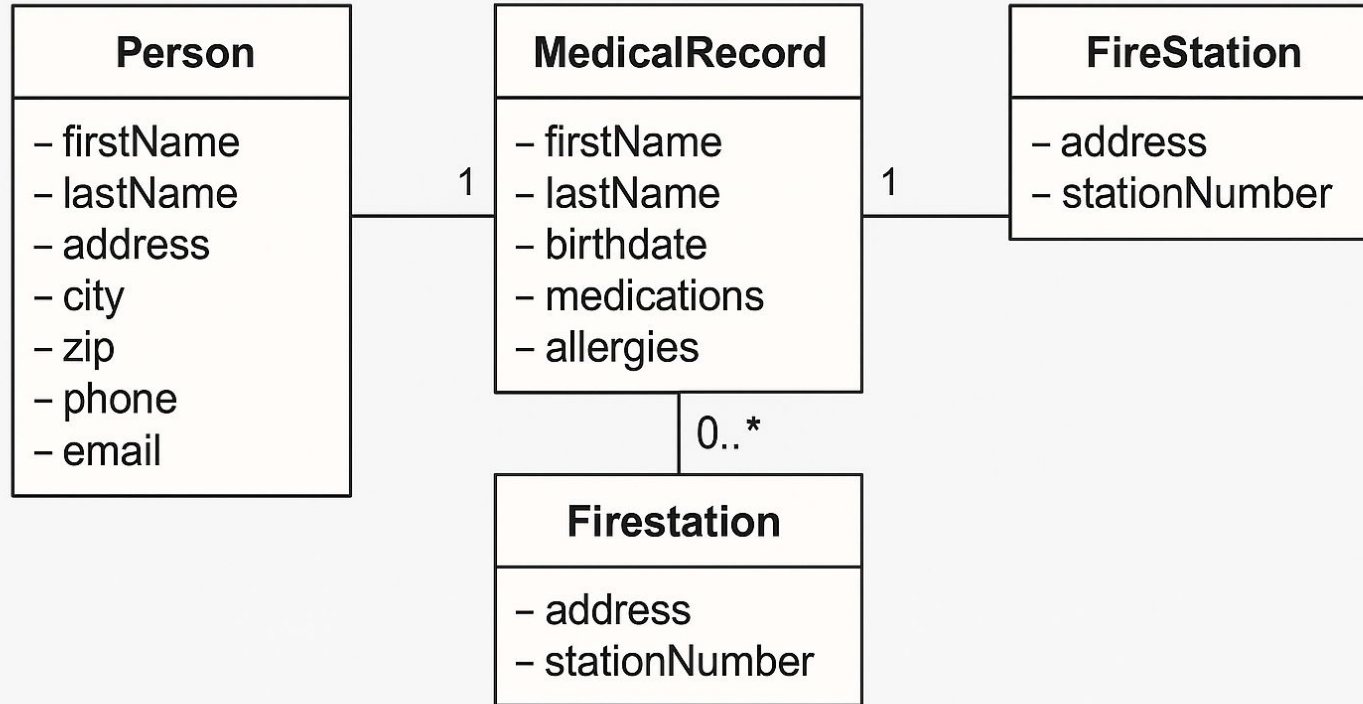 Person
– firstName
– lastName
– address
– city
– zip
– phone
– email
1
MedicalRecord
– firstName
– lastName
– birthdate
– medications
– allergies
1
FireStation
– address
– stationNumber
0..*
Firestation
– address
– stationNumber